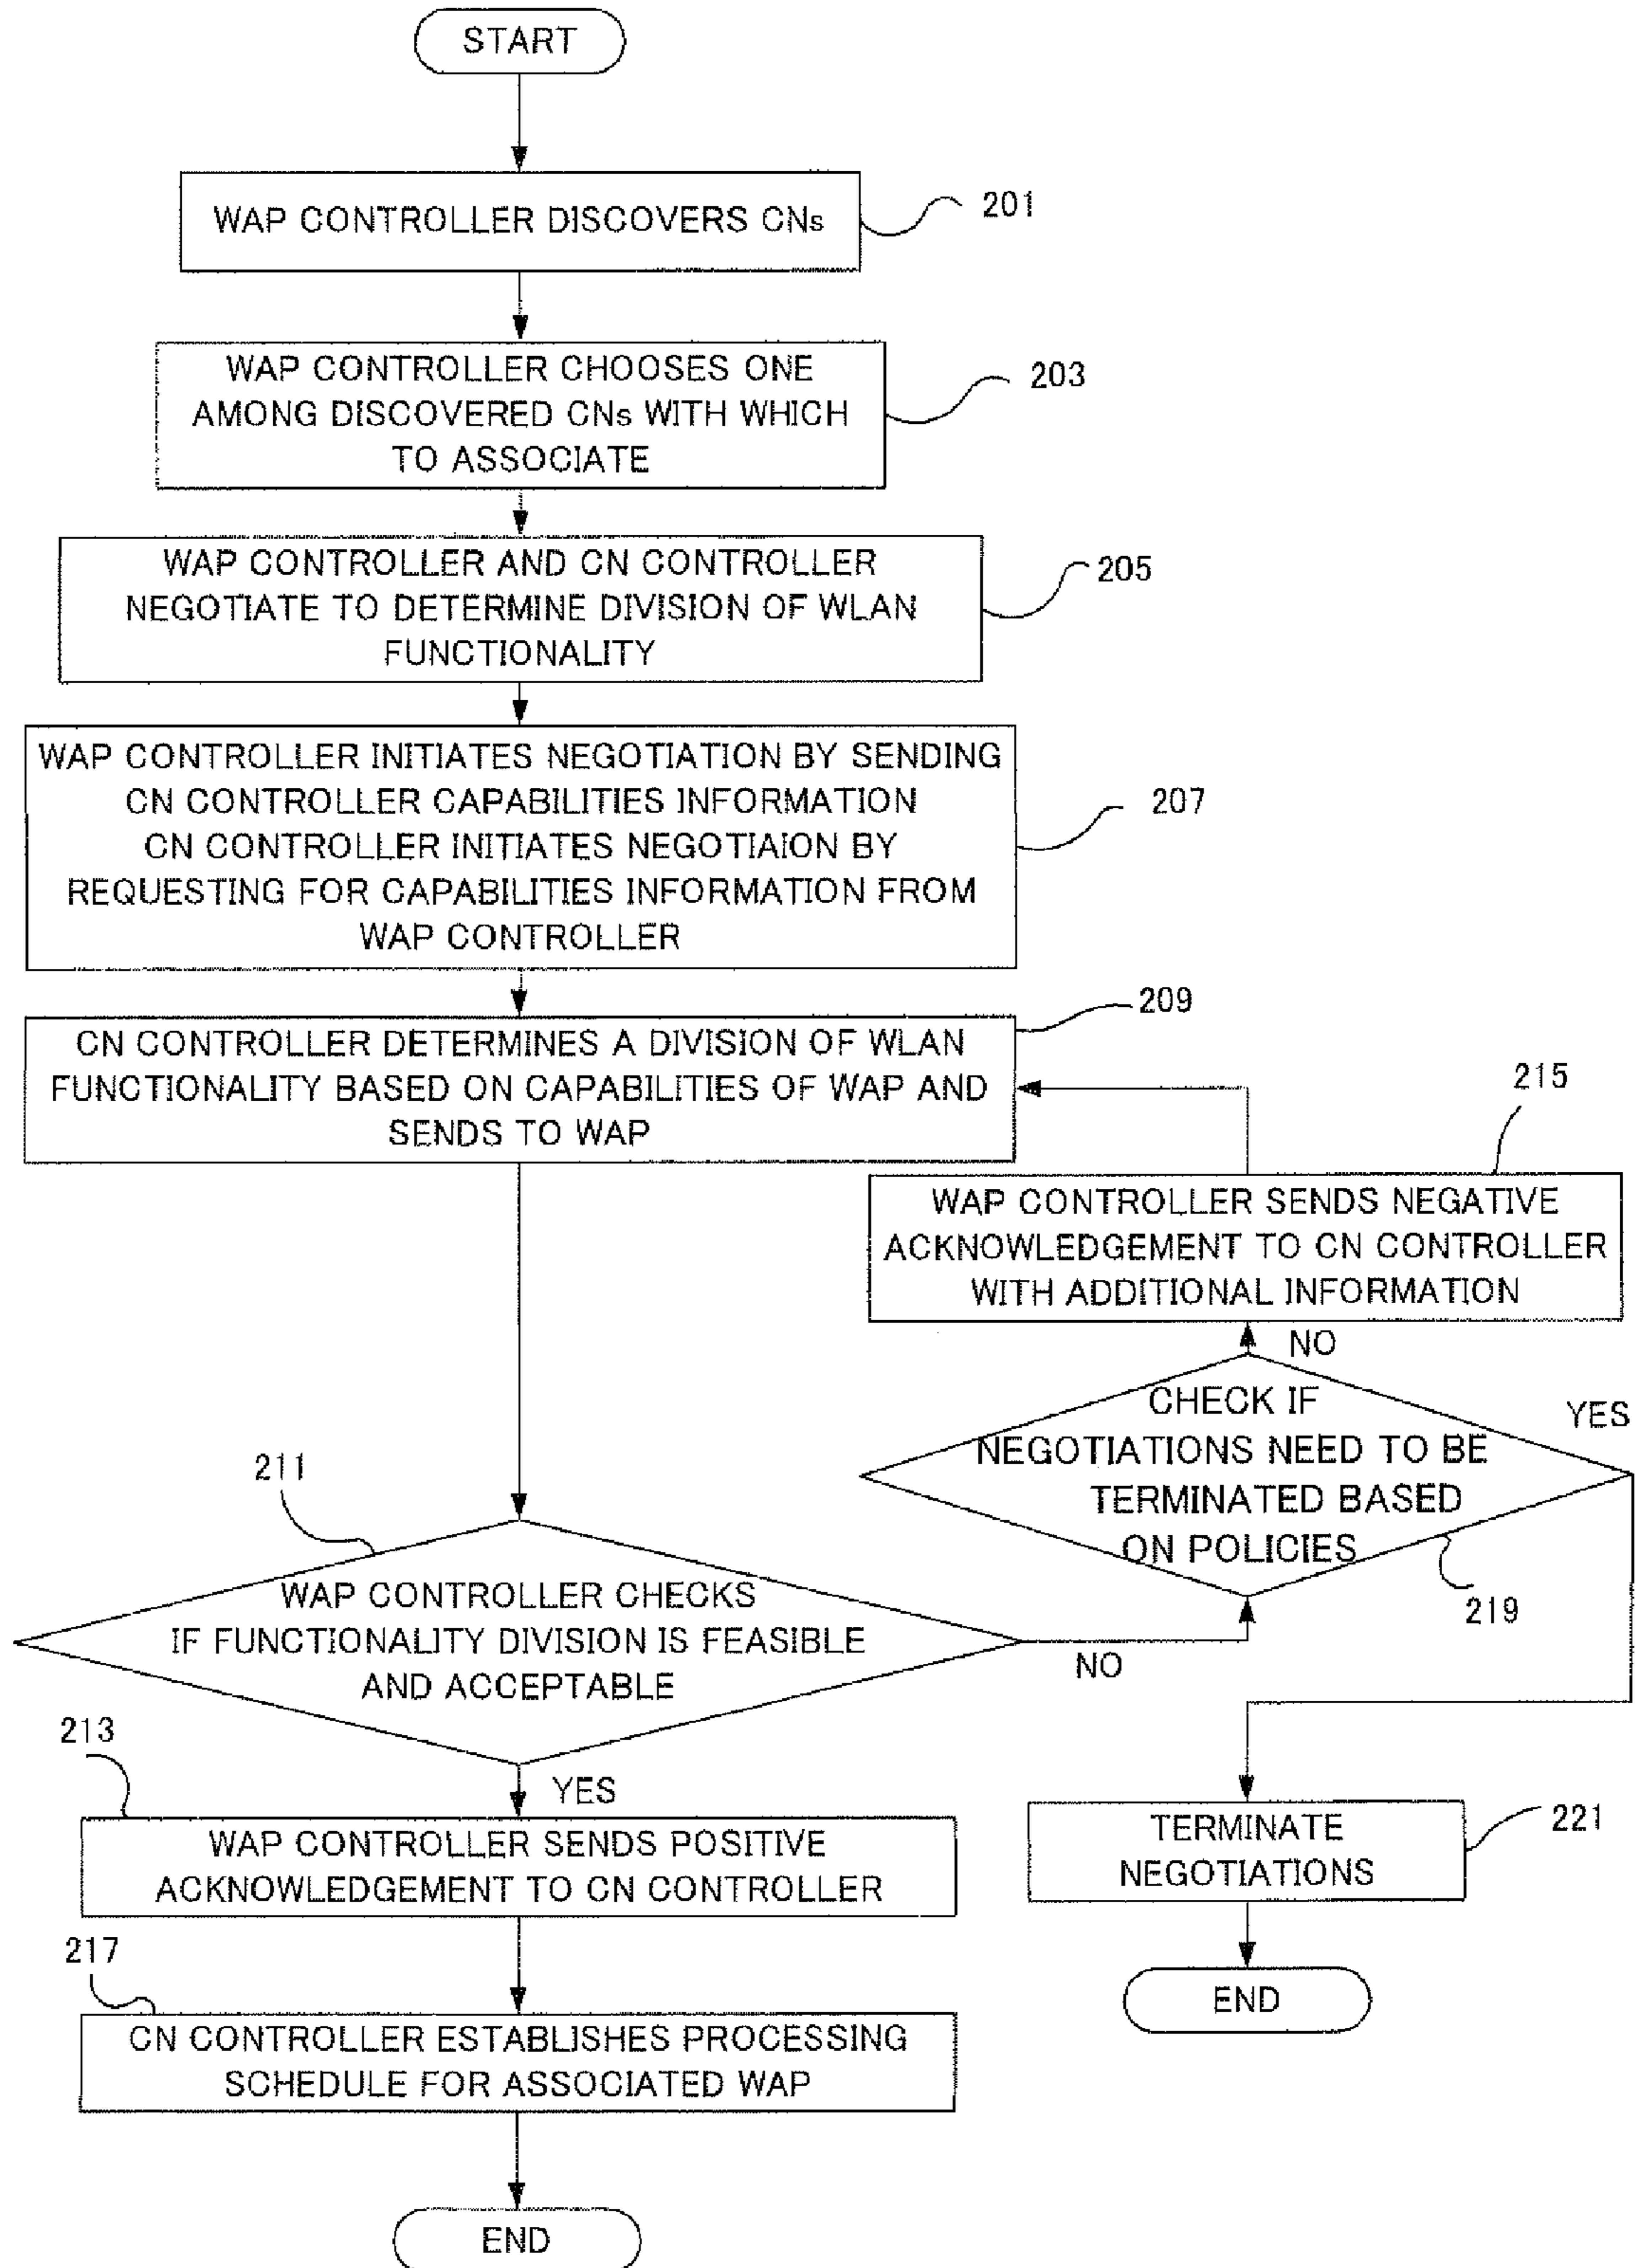 START
WAP CONTROLLER DISCOVERS CNs
201
WAP CONTROLLER CHOOSES ONE
AMONG DISCOVERED CNs WITH WHICH
TO ASSOCIATE
203
WAP CONTROLLER AND CN CONTROLLER
NEGOTIATE TO DETERMINE DIVISION OF WLAN
FUNCTIONALITY
205
WAP CONTROLLER INITIATES NEGOTIATION BY SENDING
CN CONTROLLER CAPABILITIES INFORMATION
CN CONTROLLER INITIATES NEGOTIAION BY
REQUESTING FOR CAPABILITIES INFORMATION FROM
WAP CONTROLLER
207
CN CONTROLLER DETERMINES A DIVISION OF WLAN
FUNCTIONALITY BASED ON CAPABILITIES OF WAP AND
SENDS TO WAP
209
215
WAP CONTROLLER SENDS NEGATIVE
ACKNOWLEDGEMENT TO CN CONTROLLER
WITH ADDITIONAL INFORMATION
NO
CHECK IF
NEGOTIATIONS NEED TO BE
TERMINATED BASED
ON POLICIES
YES
219
211
WAP CONTROLLER CHECKS
IF FUNCTIONALITY DIVISION IS FEASIBLE
AND ACCEPTABLE
NO
YES
213
WAP CONTROLLER SENDS POSITIVE
ACKNOWLEDGEMENT TO CN CONTROLLER
TERMINATE
NEGOTIATIONS
221
END
217
CN CONTROLLER ESTABLISHES PROCESSING
SCHEDULE FOR ASSOCIATED WAP
END